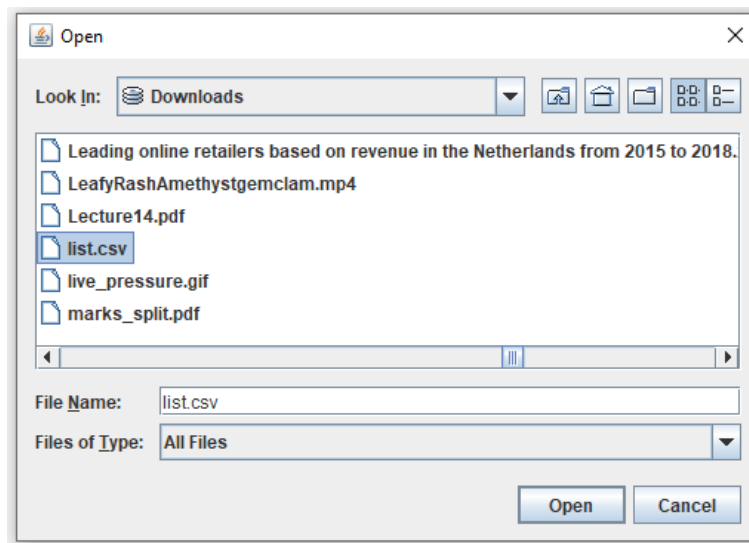 Open
Look In: Downloads
Leading online retailers based on revenue in the Netherlands from 2015 to 2018.
LeafyRashAmethystgemclam.mp4
Lecture14.pdf
list.csv
live_pressure.gif
marks_split.pdf
File Name: list.csv
Files of Type: All Files
Open Cancel